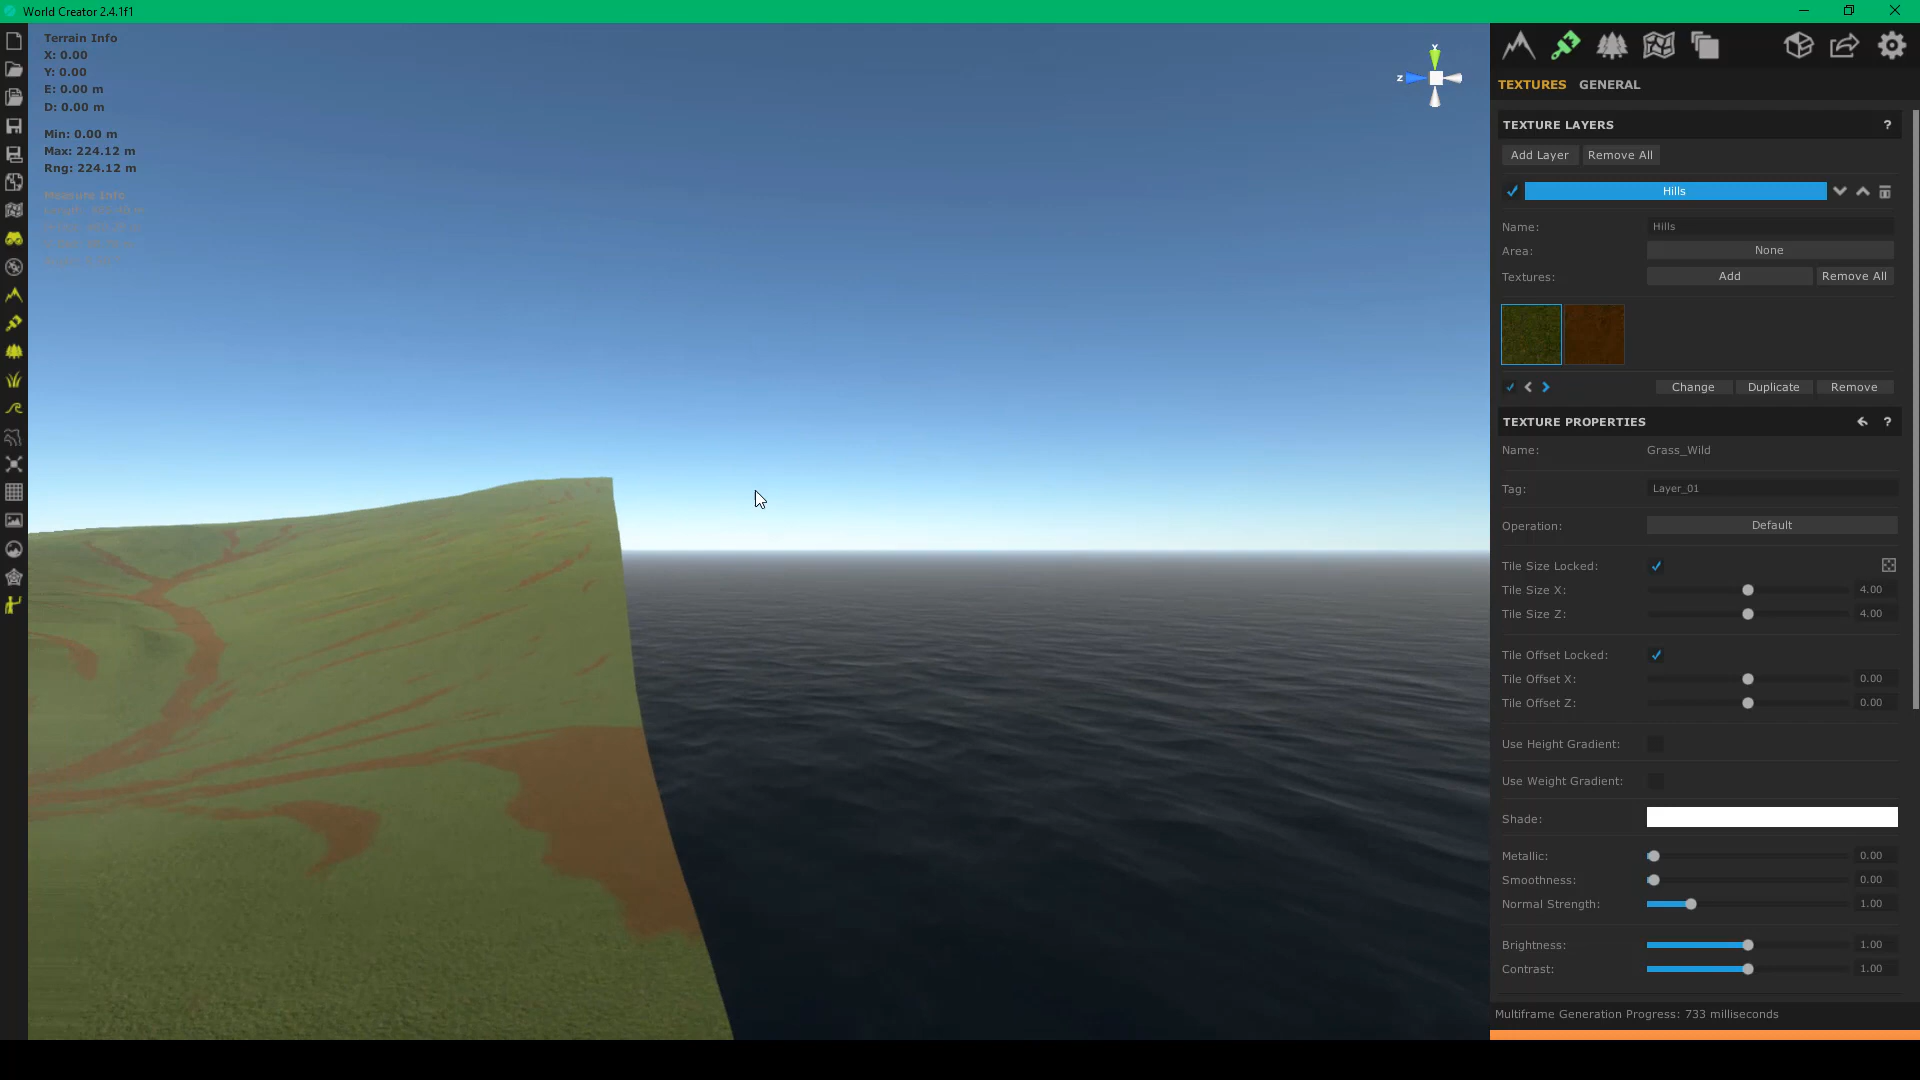 World Creator 2.4.1f1
Terrain Info
X: 0.00
Y: 0.00
E: 0.00 m
D: 0.00 m
Min: 0.00 m
Max: 224.12 m
Rng: 224.12 m
Measure Info
Y
Z
TEXTURES GENERAL
TEXTURE LAYERS ?
Add Layer Remove All
Hills
Name: Hills
Area: None
Textures: Add Remove All
Change Duplicate Remove
TEXTURE PROPERTIES ?
Name: Grass_Wild
Tag: Layer_01
Operation: Default
Tile Size Locked:
Tile Size X: 4.00
Tile Size Z: 4.00
Tile Offset Locked:
Tile Offset X: 0.00
Tile Offset Z: 0.00
Use Height Gradient:
Use Weight Gradient:
Shade:
Metallic: 0.00
Smoothness: 0.00
Normal Strength: 1.00
Brightness: 1.00
Contrast: 1.00
Multiframe Generation Progress: 733 milliseconds